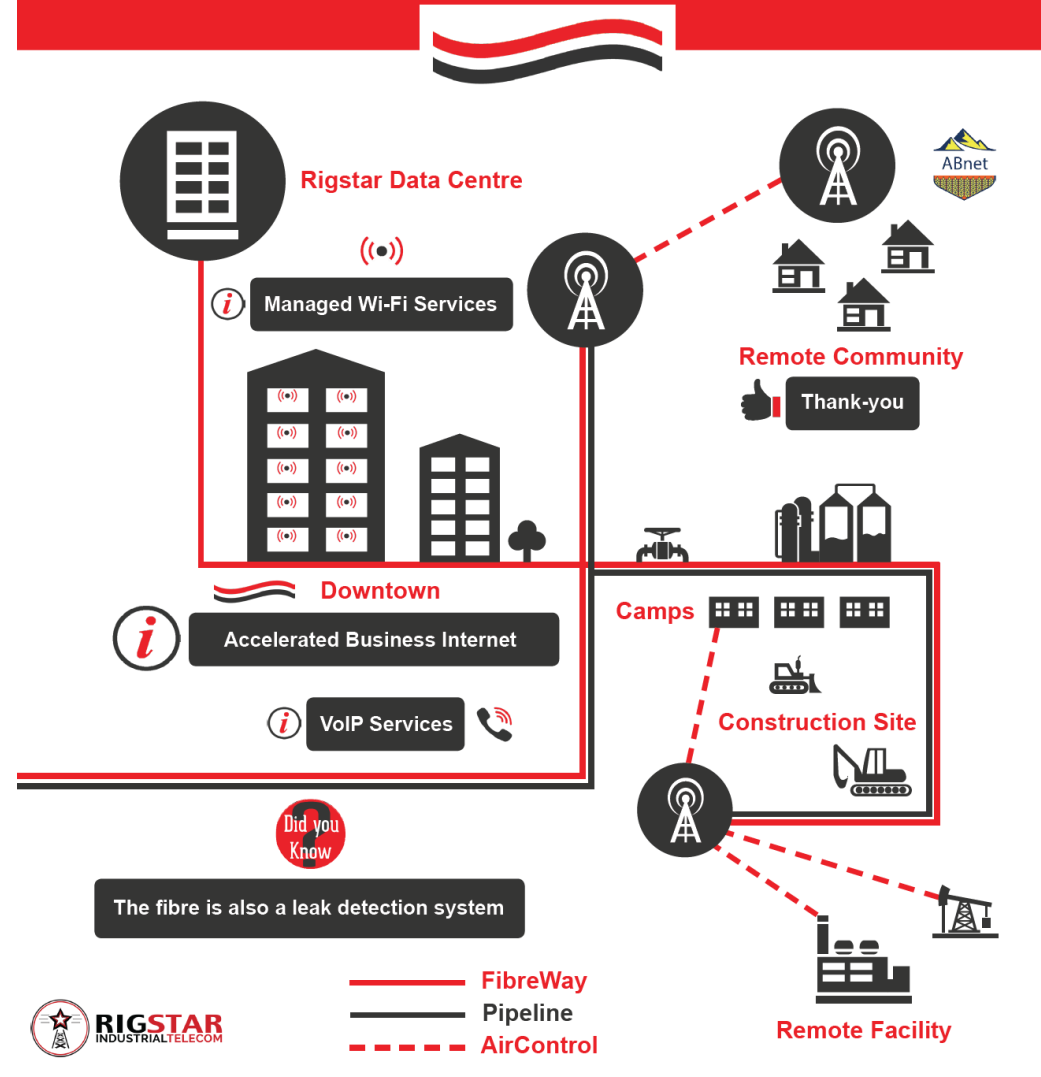 Rigstar Data Centre
ABnet
i
Managed Wi-Fi Services
Remote Community
Thank-you
Downtown
Camps
i
Accelerated Business Internet
i
VoIP Services
Construction Site
?
Did you
Know
The fibre is also a leak detection system
FibreWay
Pipeline
AirControl
Remote Facility
RIGSTAR
INDUSTRIALTELECOM